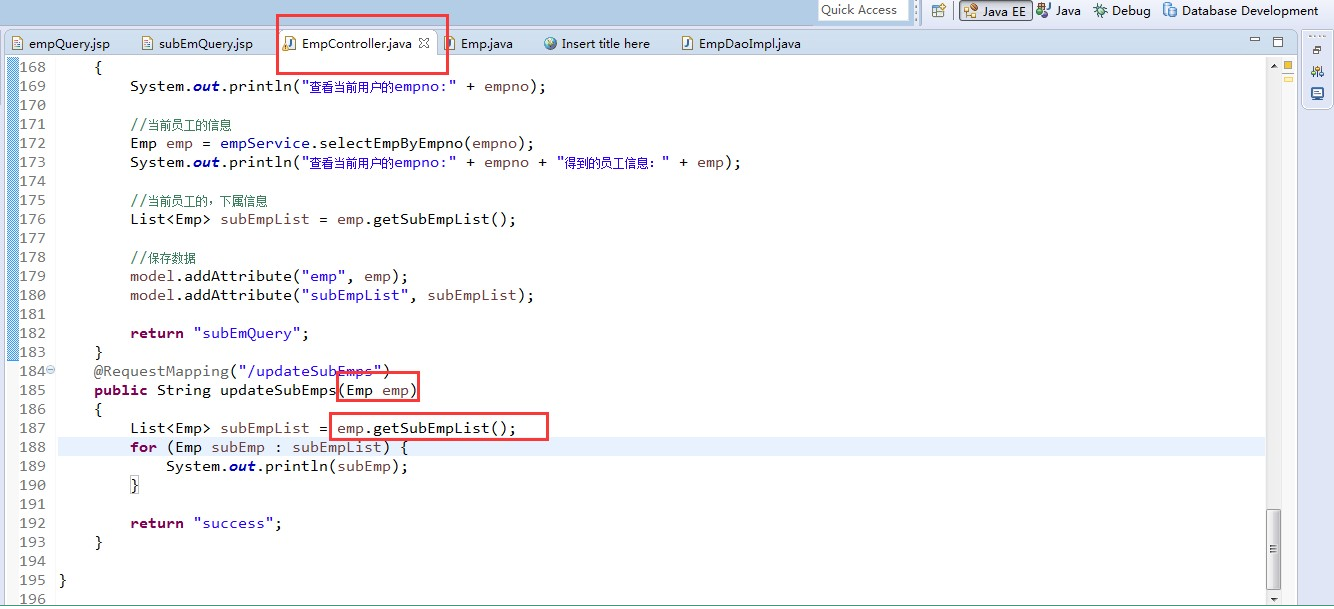 Quick Access
Java EE
Java
Debug
Database Development
empQuery.jsp
subEmQuery.jsp
EmpController.java
Emp.java
Insert title here
EmpDaoImpl.java
168 {
169 System.out.println("查看当前用户的empno:" + empno);
170
171 //当前员工的信息
172 Emp emp = empService.selectEmpByEmpno(empno);
173 System.out.println("查看当前用户的empno:" + empno + "得到的员工信息：" + emp);
174
175 //当前员工的，下属信息
176 List<Emp> subEmpList = emp.getSubEmpList();
177
178 //保存数据
179 model.addAttribute("emp", emp);
180 model.addAttribute("subEmpList", subEmpList);
181
182 return "subEmQuery";
183 }
184 @RequestMapping("/updateSubEmps")
185 public String updateSubEmps(Emp emp)
186 {
187 List<Emp> subEmpList = emp.getSubEmpList();
188 for (Emp subEmp : subEmpList) {
189 System.out.println(subEmp);
190 }
191
192 return "success";
193 }
194
195 }
196